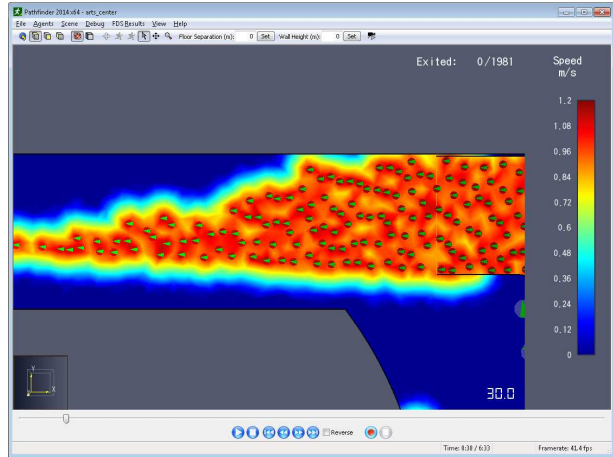 Pathfinder 2014 x64 - arts_center
File Agents Scene Debug FDS Results View Help
Floor Separation (m): 0 Set Wall Height (m): 0 Set
Exited: 0/1981
Speed
m/s
1.2
1.08
0.96
0.84
0.72
0.6
0.48
0.36
0.24
0.12
0
Y
X
30.0
Reverse
Time: 0:30 / 6:33 Framerate: 41.4 fps